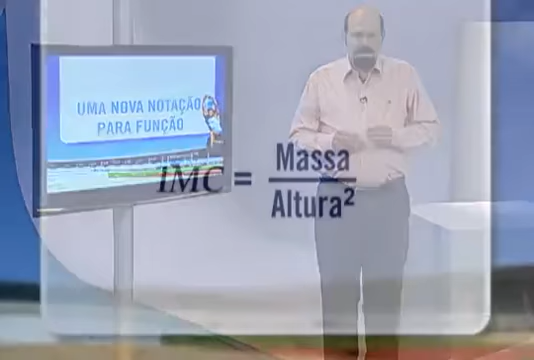 UMA NOVA NOTAÇÃO
PARA FUNÇÃO
IMC = Massa
Altura²